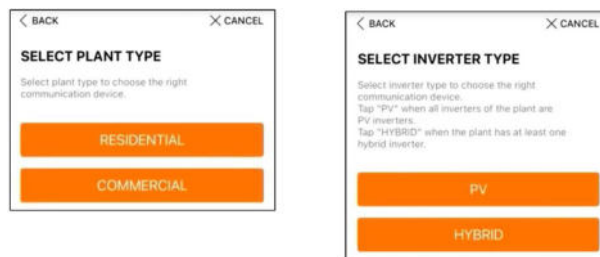 < BACK
X CANCEL
SELECT PLANT TYPE
Select plant type to choose the right
communication device.
RESIDENTIAL
COMMERCIAL
< BACK
X CANCEL
SELECT INVERTER TYPE
Select inverter type to choose the right
communication device.
Tap "PV" when all inverters of the plant are
PV inverters.
Tap "HYBRID" when the plant has at least one
hybrid inverter.
PV
HYBRID